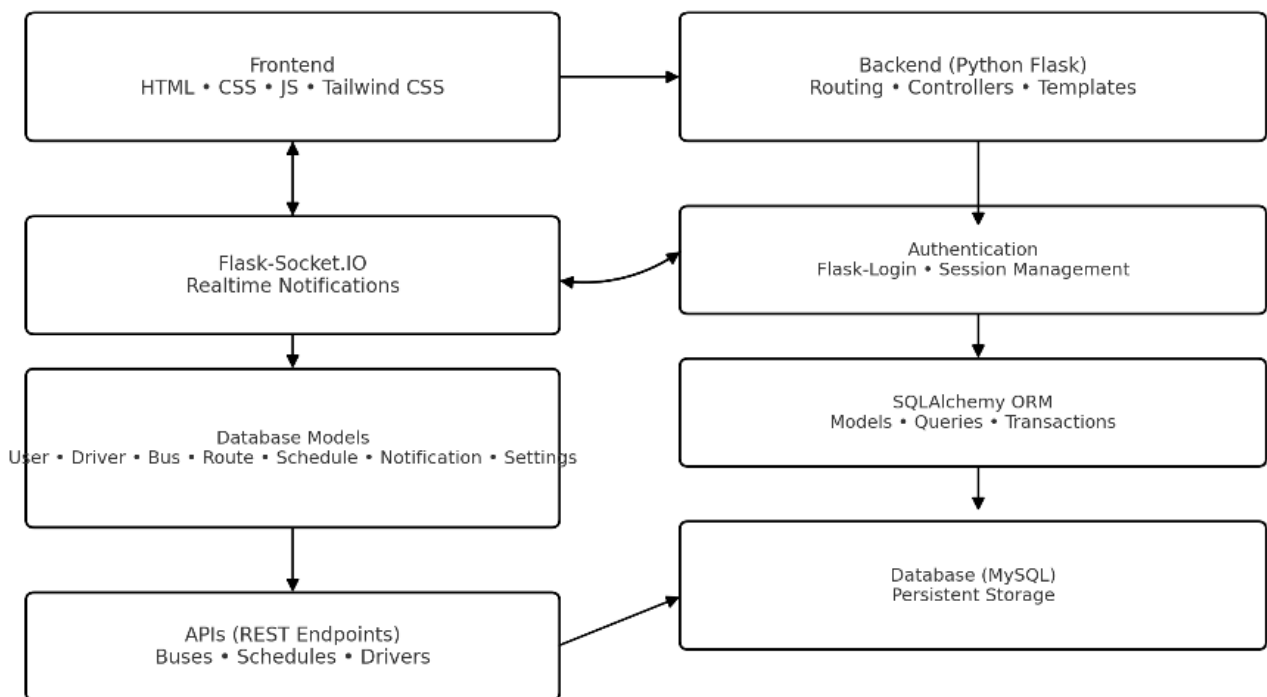 Frontend
HTML • CSS • JS • Tailwind CSS
Backend (Python Flask)
Routing • Controllers • Templates
Flask-Socket.IO
Realtime Notifications
Authentication
Flask-Login • Session Management
Database Models
User • Driver • Bus • Route • Schedule • Notification • Settings
SQLAlchemy ORM
Models • Queries • Transactions
APIs (REST Endpoints)
Buses • Schedules • Drivers
Database (MySQL)
Persistent Storage